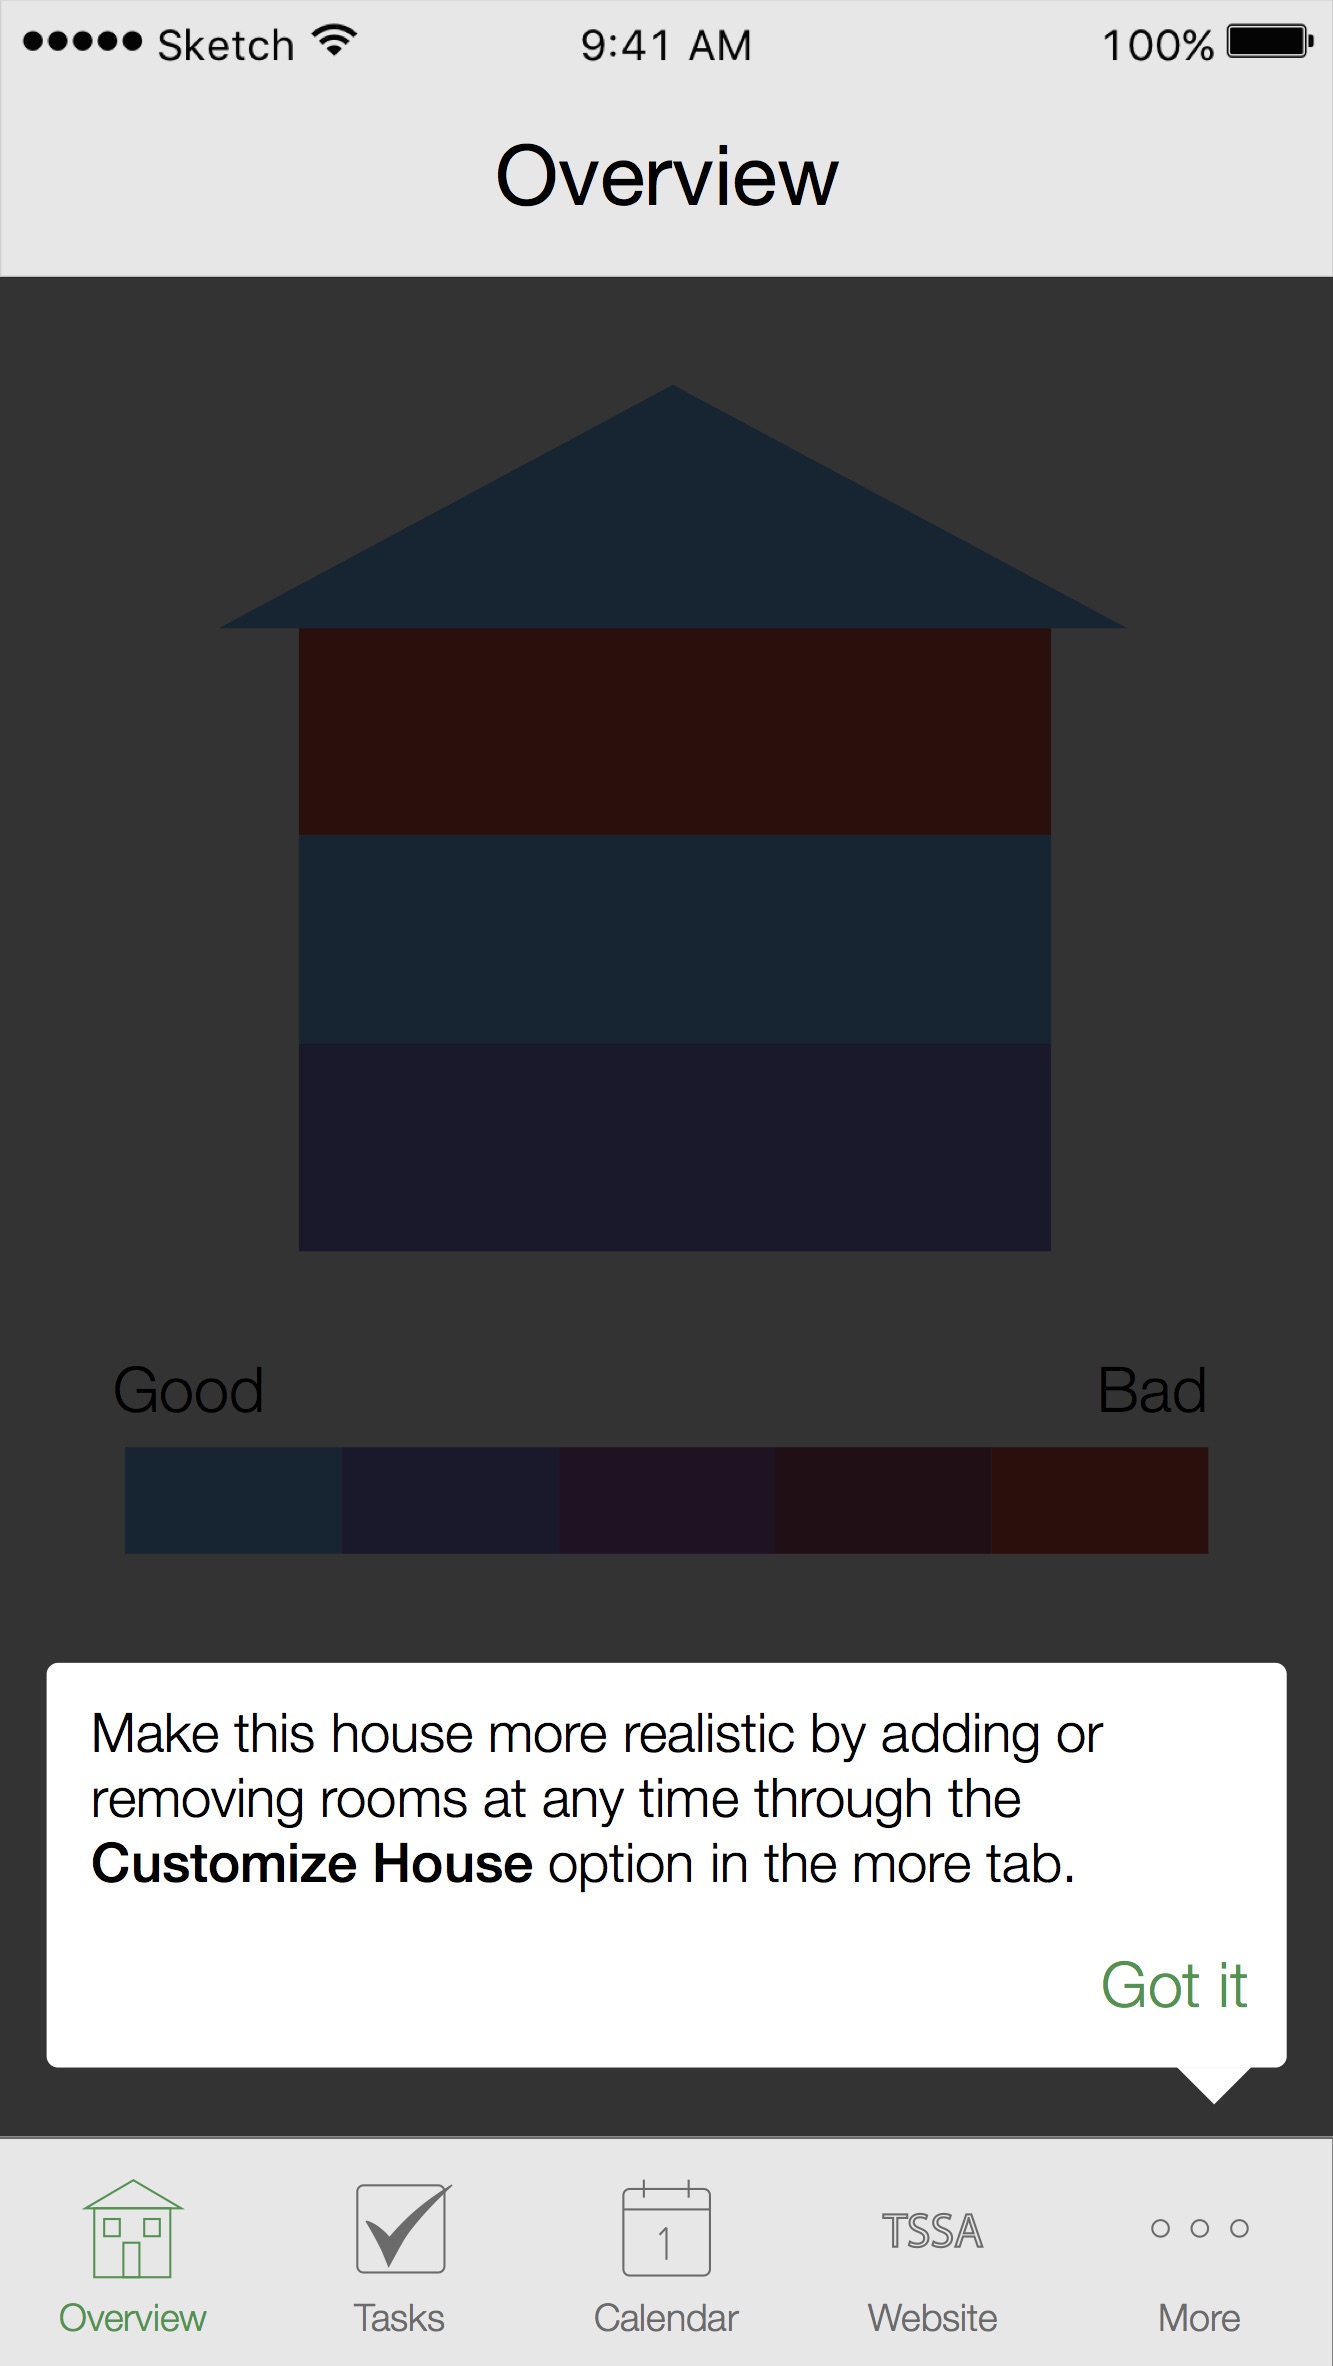 Sketch 9:41 AM 100%
Overview
Good Bad
Make this house more realistic by adding or
removing rooms at any time through the
Customize House option in the more tab.
Got it
1 TSSA
Overview Tasks Calendar Website More